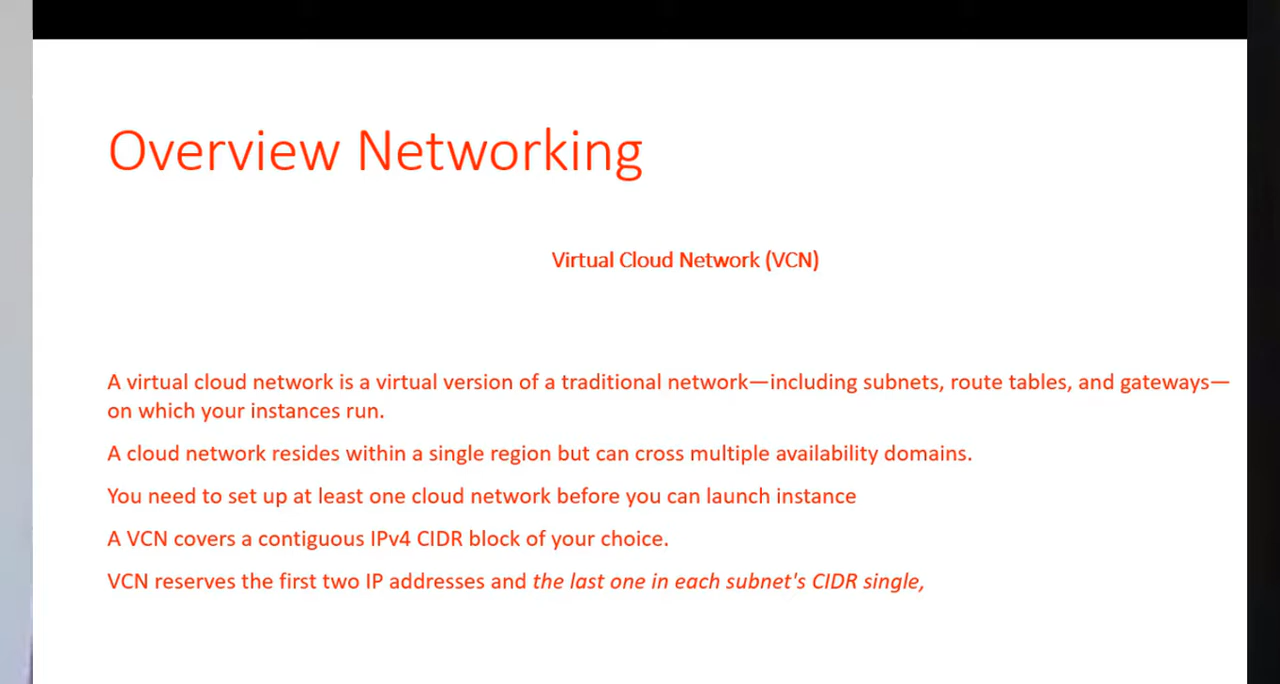 Overview Networking
Virtual Cloud Network (VCN)
A virtual cloud network is a virtual version of a traditional network—including subnets, route tables, and gateways—
on which your instances run.
A cloud network resides within a single region but can cross multiple availability domains.
You need to set up at least one cloud network before you can launch instance
A VCN covers a contiguous IPv4 CIDR block of your choice.
VCN reserves the first two IP addresses and the last one in each subnet's CIDR single,